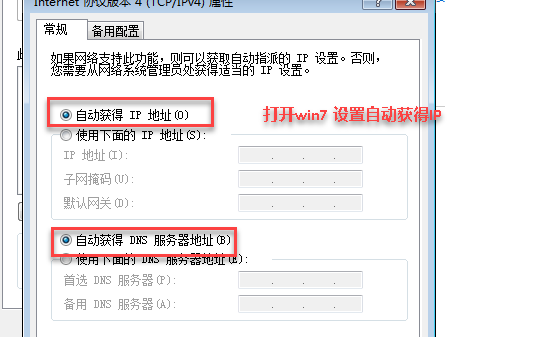 Internet 协议版本 4 (TCP/IPv4) 属性
常规
备用配置
如果网络支持此功能，则可以获取自动指派的 IP 设置。否则，
您需要从网络系统管理员处获得适当的 IP 设置。
自动获得 IP 地址(O)
打开win7 设置自动获得IP
使用下面的 IP 地址(S):
IP 地址(I):
子网掩码(U):
默认网关(D):
自动获得 DNS 服务器地址(B)
使用下面的 DNS 服务器地址(E):
首选 DNS 服务器(P):
备用 DNS 服务器(A):